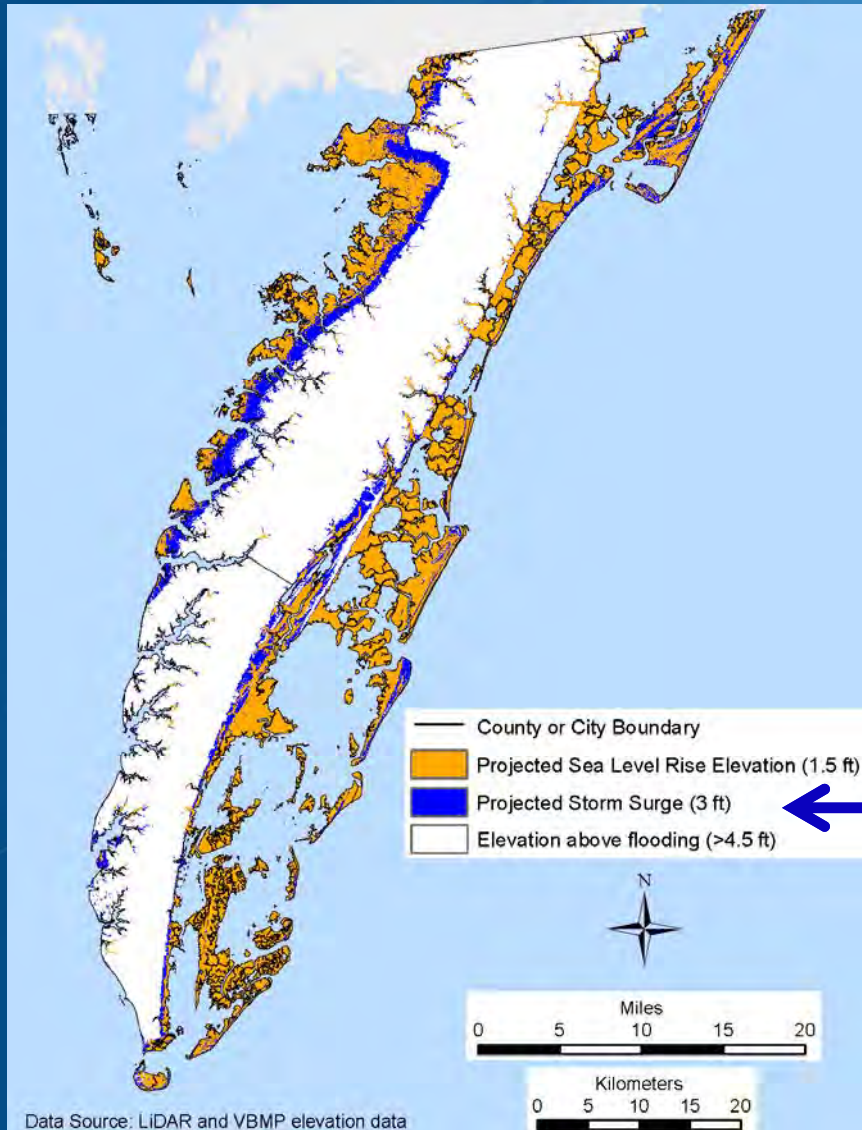 County or City Boundary
Projected Sea Level Rise Elevation (1.5 ft)
Projected Storm Surge (3 ft)
Elevation above flooding (>4.5 ft)
N
Miles
0 5 10 15 20
Kilometers
0 5 10 15 20
Data Source: LiDAR and VBMP elevation data